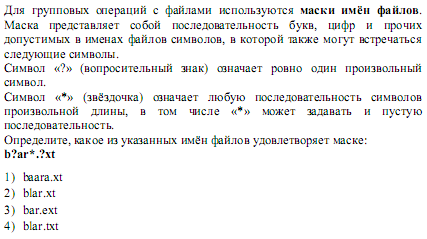 Для групповых операций с файлами используются маски имён файлов.
Маска представляет собой последовательность букв, цифр и прочих
допустимых в именах файлов символов, в которой также могут встречаться
следующие символы.
Символ «?» (вопросительный знак) означает ровно один произвольный
символ.
Символ «*» (звёздочка) означает любую последовательность символов
произвольной длины, в том числе «*» может задавать и пустую
последовательность.
Определите, какое из указанных имён файлов удовлетворяет маске:
b?ar*.?xt
1) baara.xt
2) blar.xt
3) bar.ext
4) blar.txt